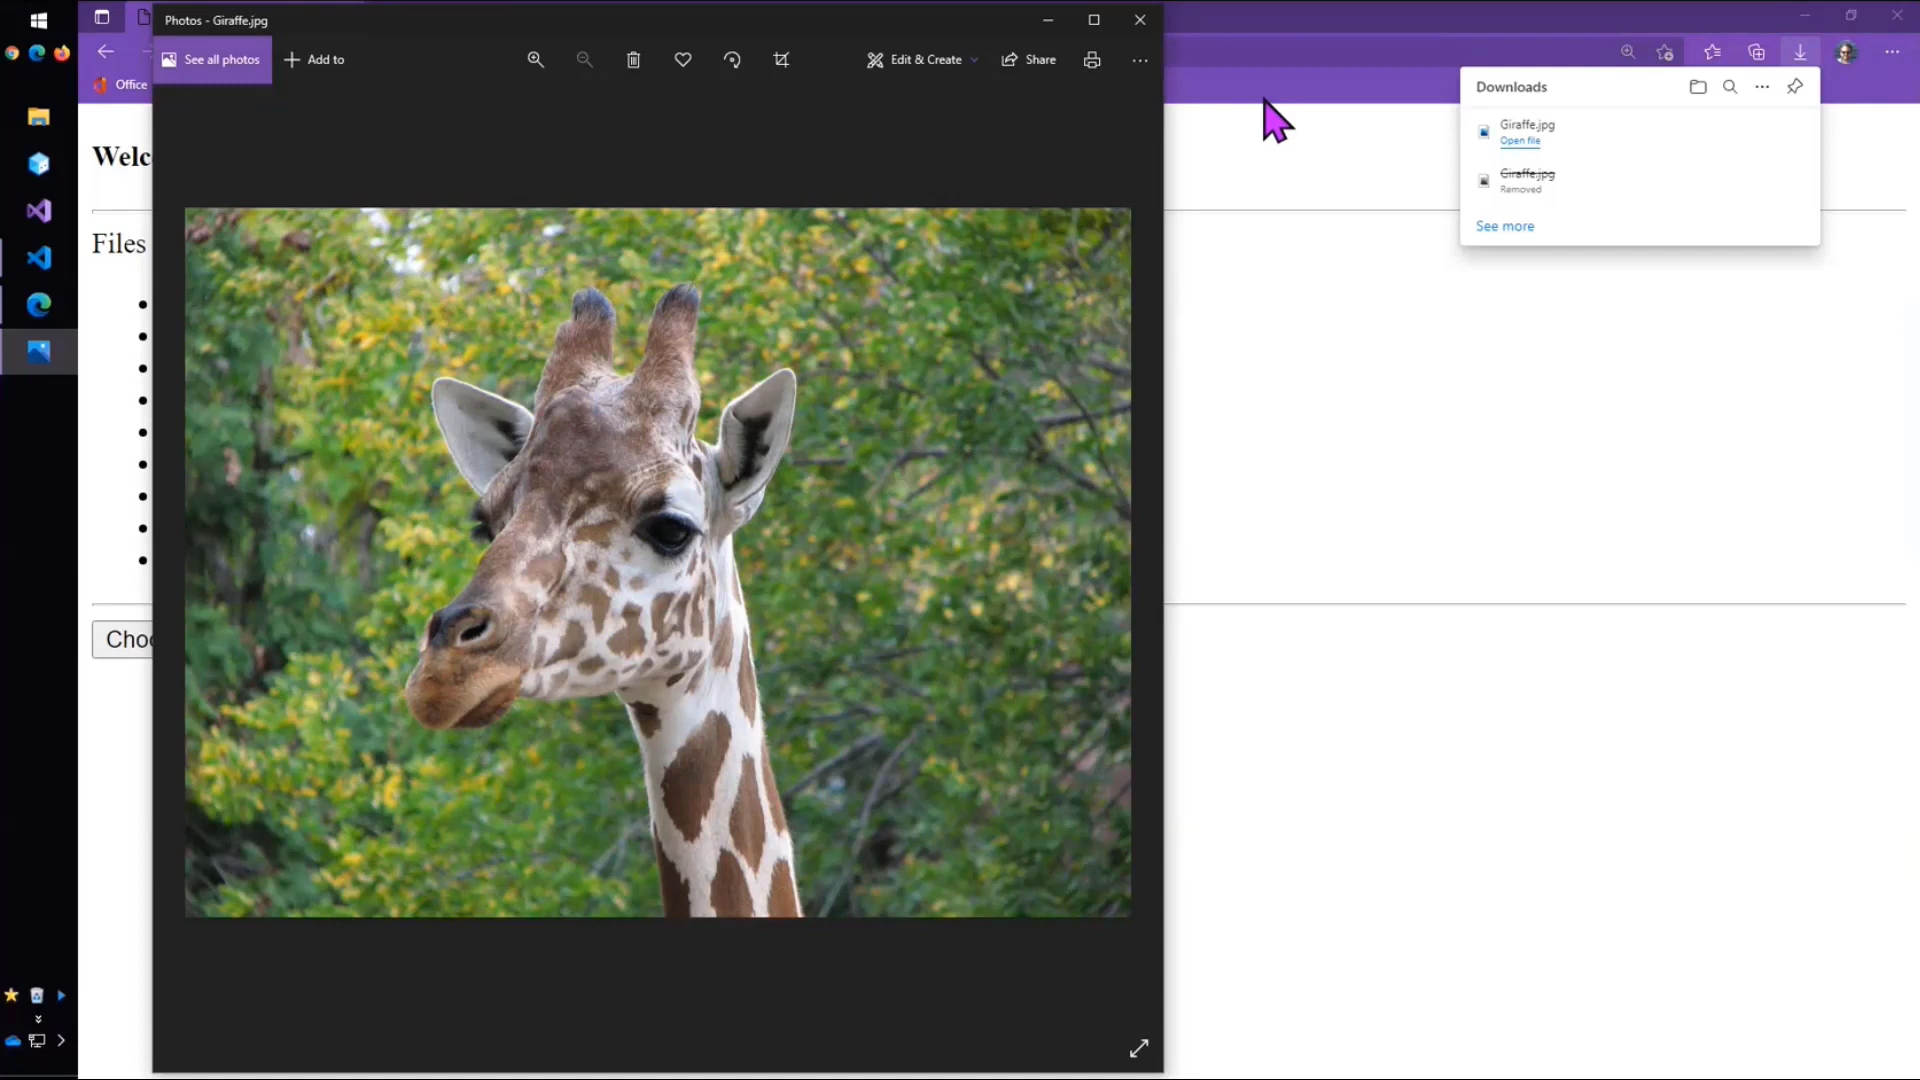 Photos - Giraffe.jpg
See all photos
Add to
Edit & Create
Share
Office
Downloads
Giraffe.jpg
Open file
Giraffe.jpg
Removed
See more
Welc
Files
Choo